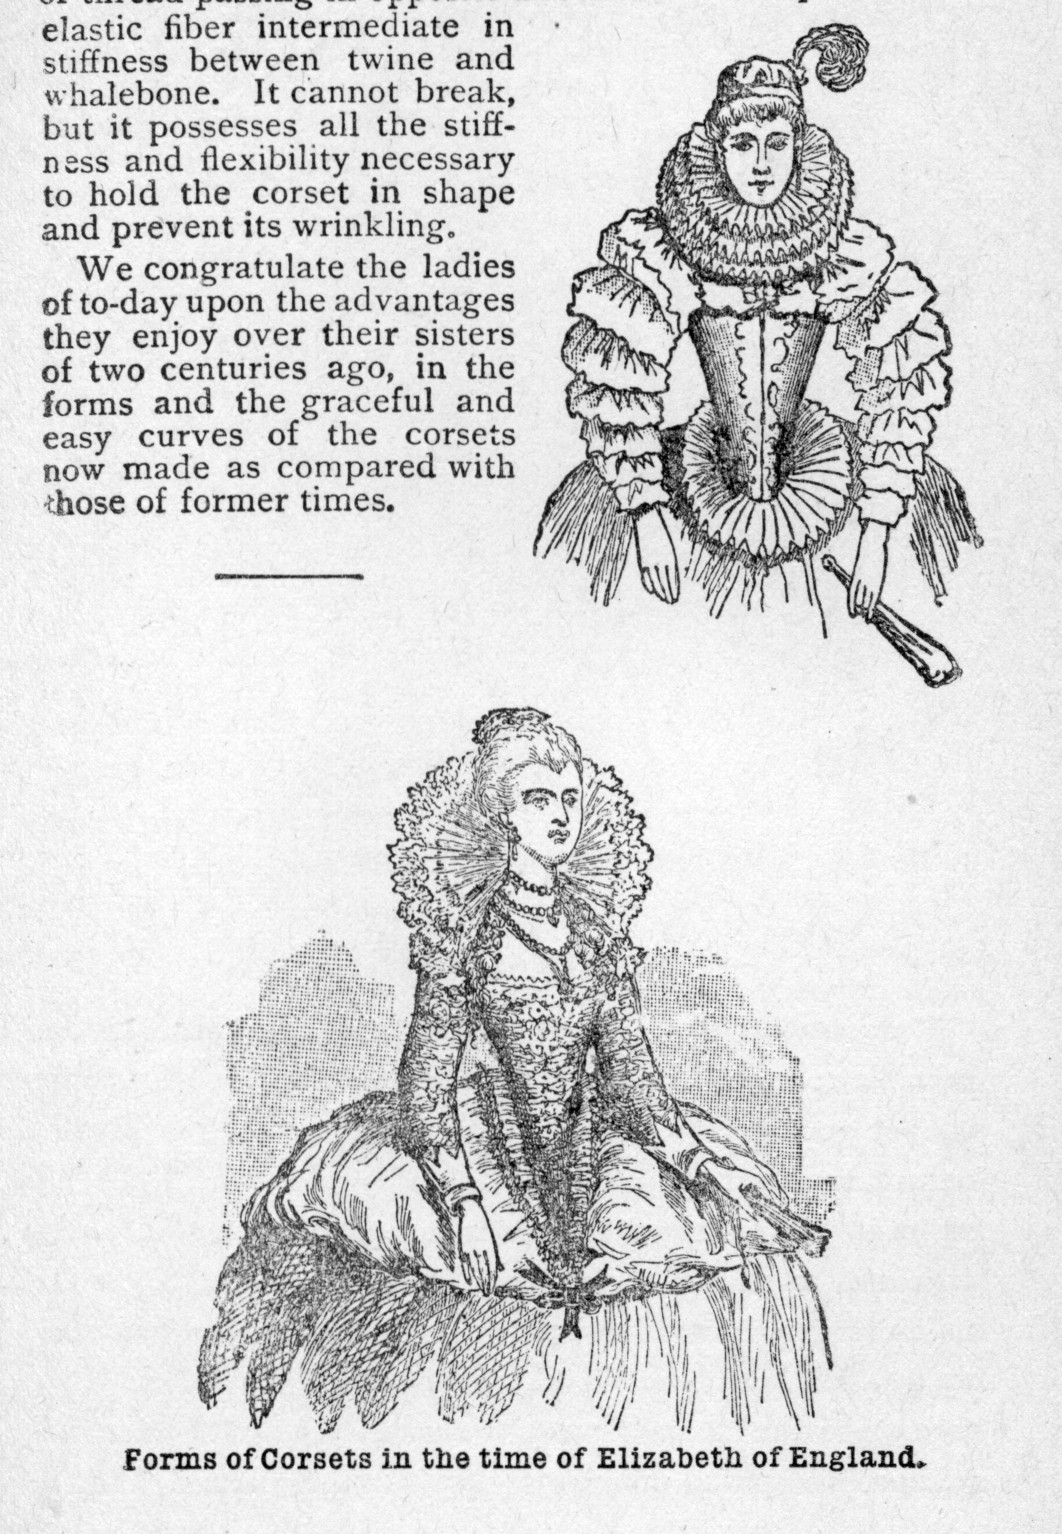 of thread passing in
elastic fiber intermediate in
stiffness between twine and
whalebone. It cannot break,
but it possesses all the stiff-
ness and flexibility necessary
to hold the corset in shape
and prevent its wrinkling.
We congratulate the ladies
of to-day upon the advantages
they enjoy over their sisters
of two centuries ago, in the
forms and the graceful and
easy curves of the corsets
now made as compared with
those of former times.
Forms of Corsets in the time of Elizabeth of England.